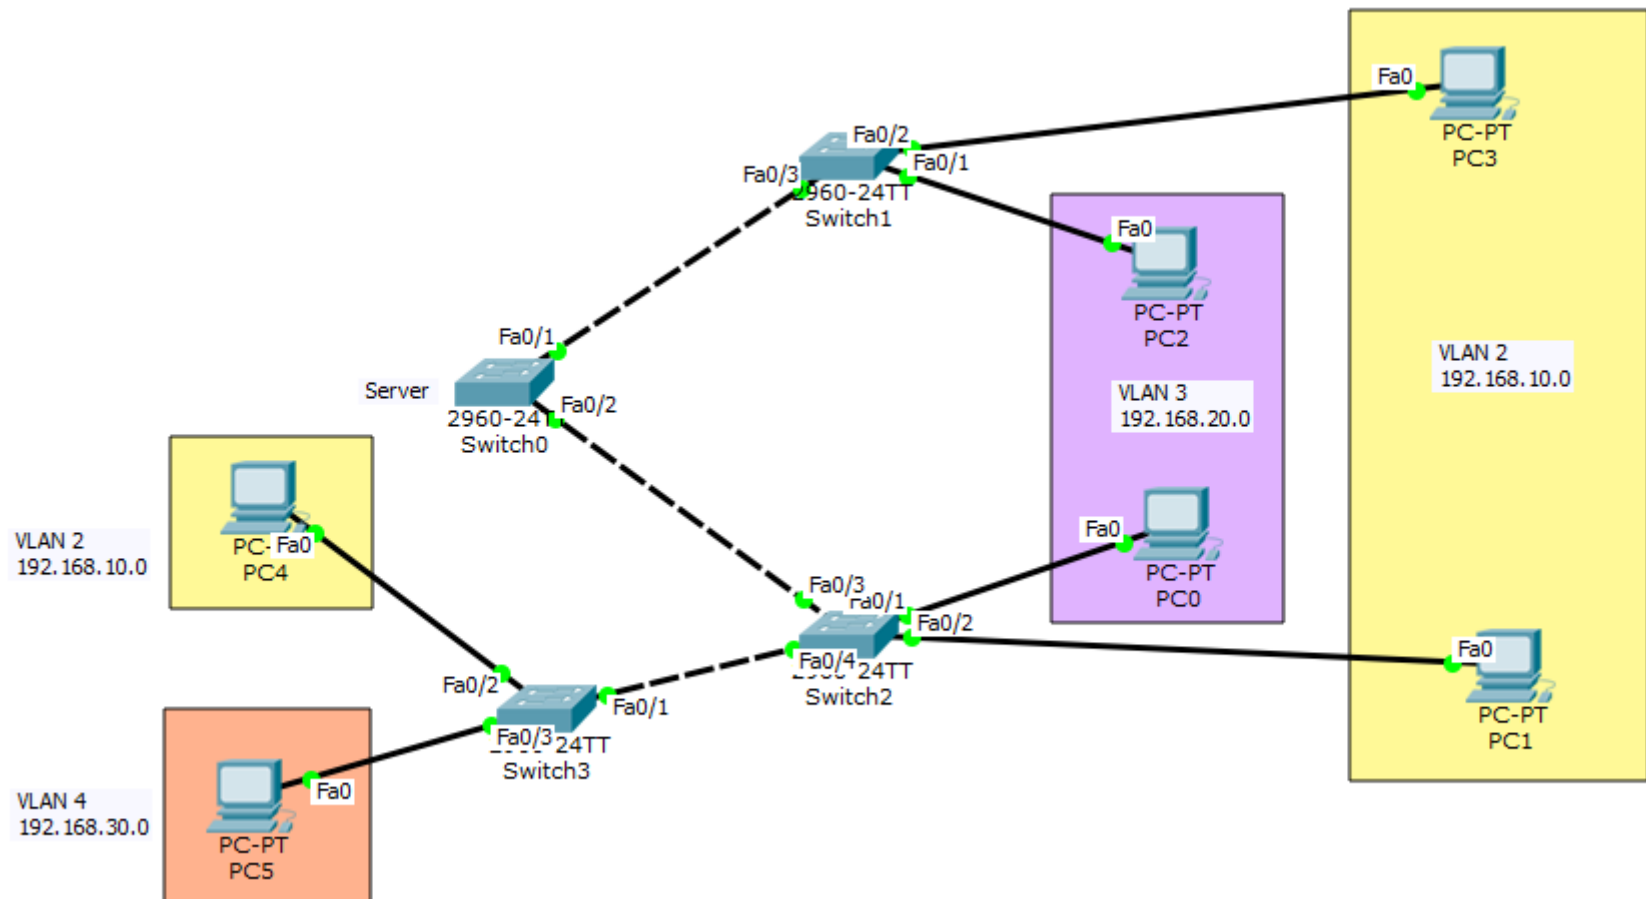 Fa0
PC-PT
PC3
Fa0/2
Fa0/1
Fa0/3
2960-24TT
Switch1
Fa0
PC-PT
PC2
VLAN 2
192.168.10.0
VLAN 3
192.168.20.0
Fa0/1
Server
Fa0/2
2960-24TT
Switch0
VLAN 2
192.168.10.0
Fa0
PC-
PC4
Fa0
PC-PT
PC0
Fa0/3
Fa0/1
Fa0/2
Fa0/4
24TT
Switch2
Fa0
PC-PT
PC1
Fa0/2
Fa0/1
Fa0/3
24TT
Switch3
VLAN 4
192.168.30.0
Fa0
PC-PT
PC5